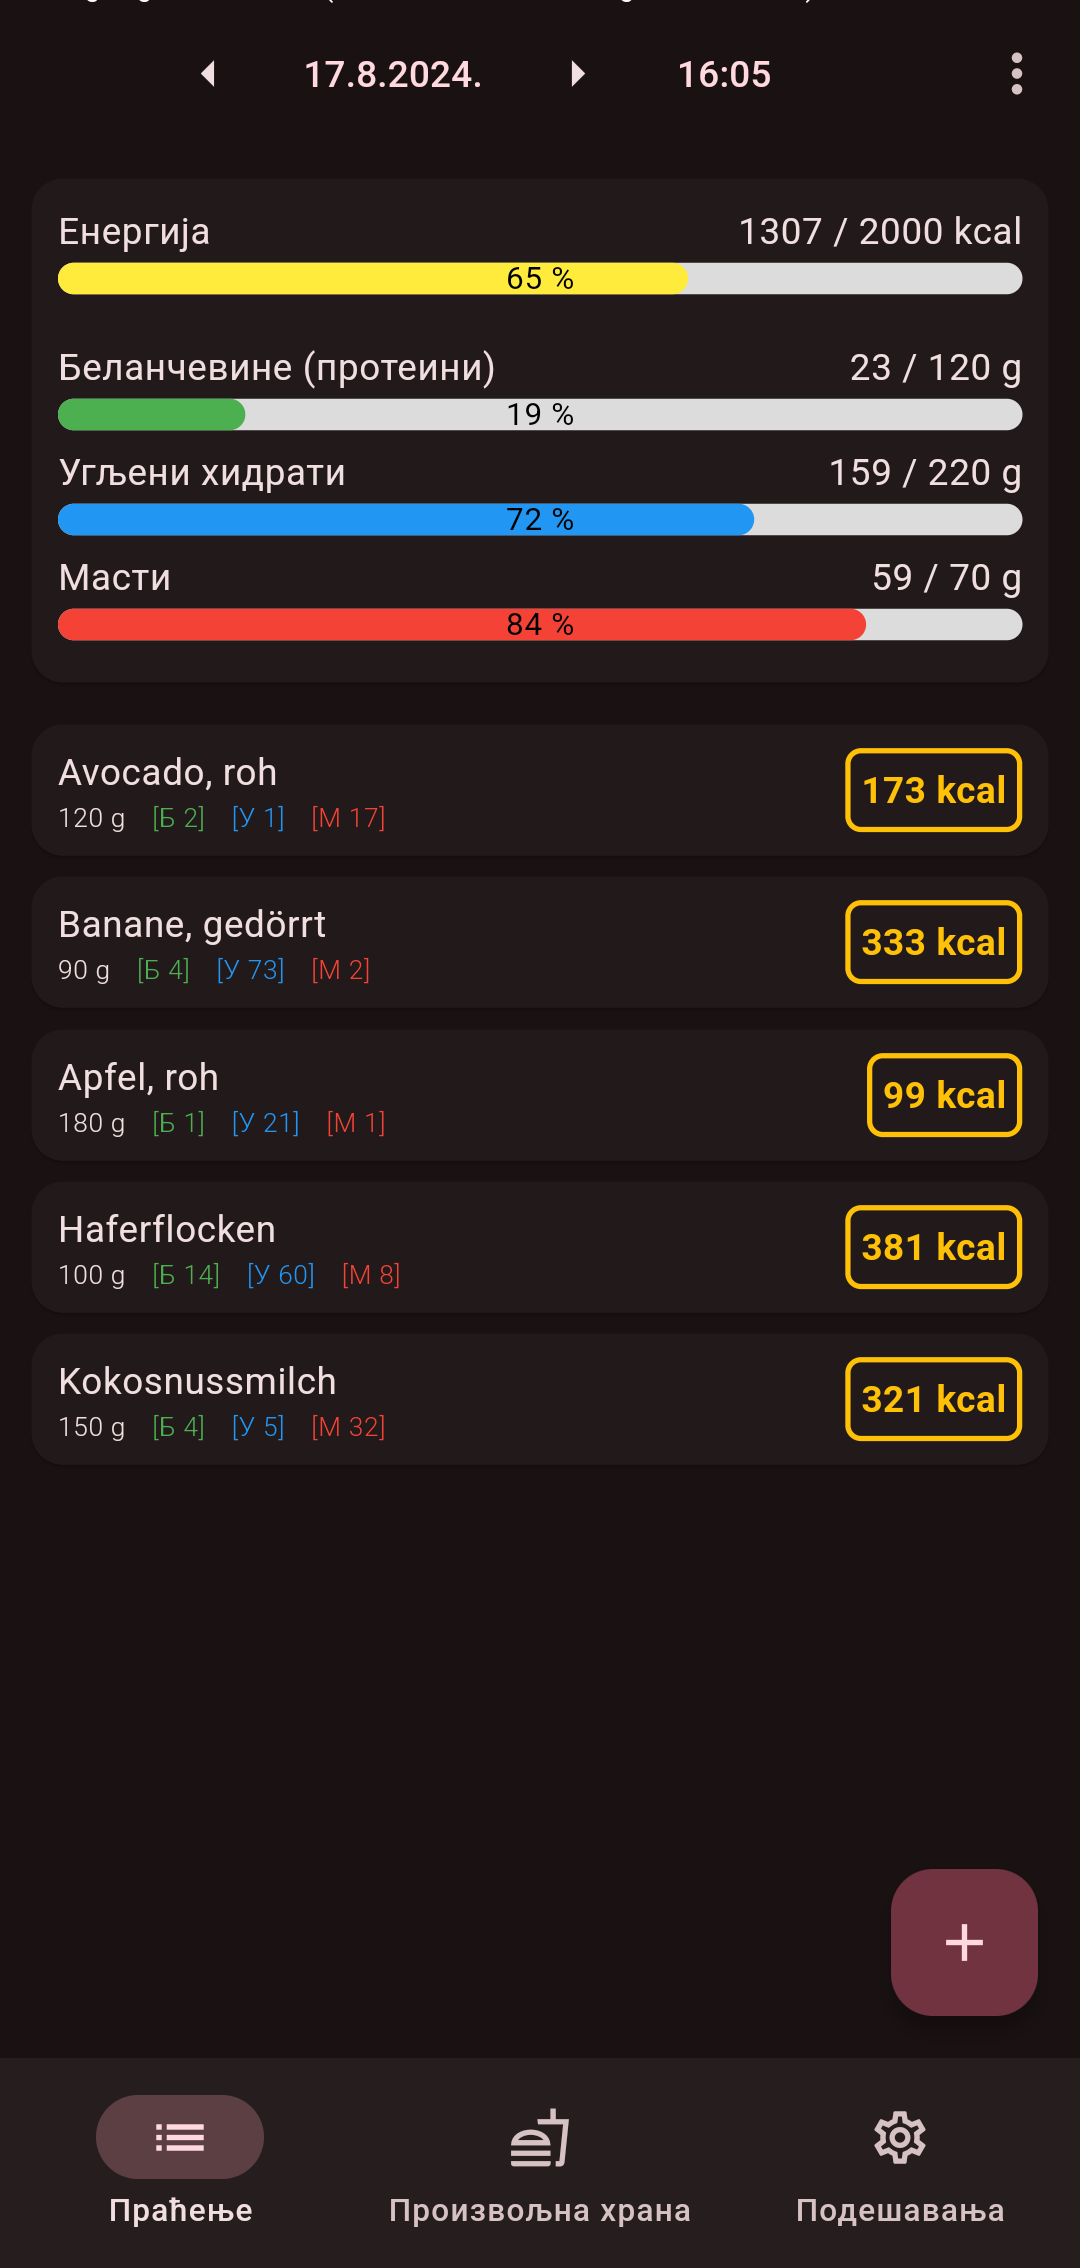 17.8.2024. 16:05
Енергија 1307 / 2000 kcal
65 %
Беланчевине (протеини) 23 / 120 g
19 %
Угљени хидрати 159 / 220 g
72 %
Масти 59 / 70 g
84 %
Avocado, roh
173 kcal
120 g [Б 2] [У 1] [М 17]
Banane, gedörrt
333 kcal
90 g [Б 4] [У 73] [М 2]
Apfel, roh
99 kcal
180 g [Б 1] [У 21] [М 1]
Haferflocken
381 kcal
100 g [Б 14] [У 60] [М 8]
Kokosnussmilch
321 kcal
150 g [Б 4] [У 5] [М 32]
Праћење Произвољна храна Подешавања